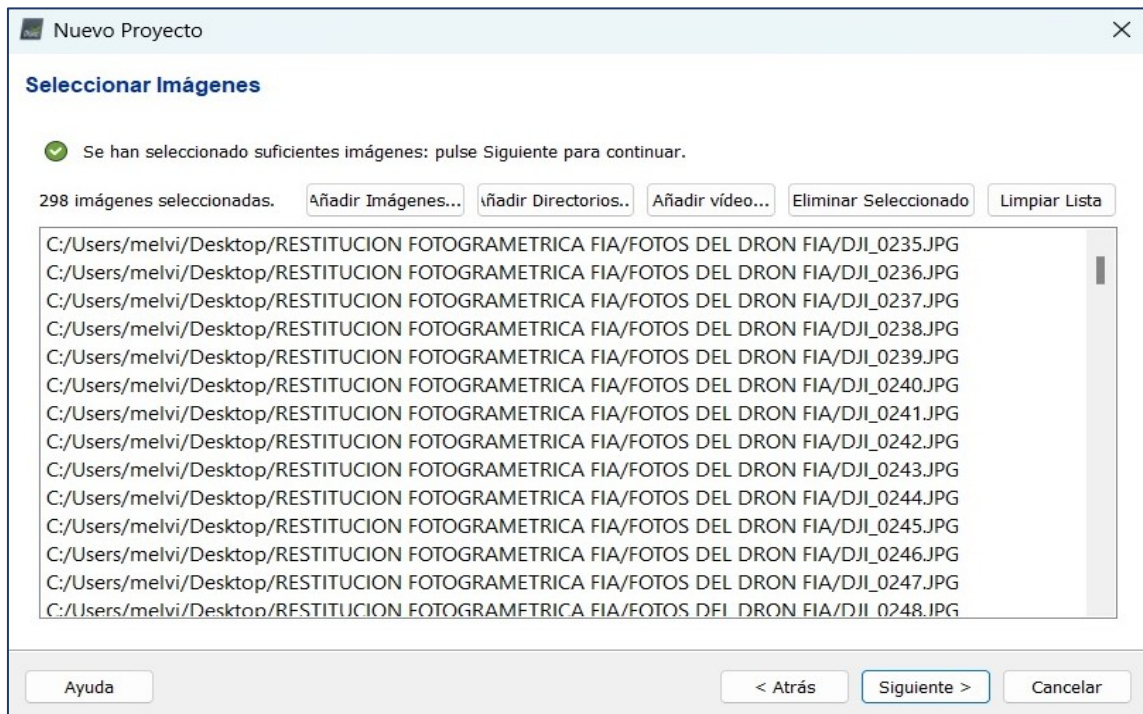 Nuevo Proyecto
Seleccionar Imágenes
Se han seleccionado suficientes imágenes: pulse Siguiente para continuar.
298 imágenes seleccionadas. Añadir Imágenes... ñadir Directorios.. Añadir vídeo... Eliminar Seleccionado Limpiar Lista
C:/Users/melvi/Desktop/RESTITUCION FOTOGRAMETRICA FIA/FOTOS DEL DRON FIA/DJI_0235.JPG
C:/Users/melvi/Desktop/RESTITUCION FOTOGRAMETRICA FIA/FOTOS DEL DRON FIA/DJI_0236.JPG
C:/Users/melvi/Desktop/RESTITUCION FOTOGRAMETRICA FIA/FOTOS DEL DRON FIA/DJI_0237.JPG
C:/Users/melvi/Desktop/RESTITUCION FOTOGRAMETRICA FIA/FOTOS DEL DRON FIA/DJI_0238.JPG
C:/Users/melvi/Desktop/RESTITUCION FOTOGRAMETRICA FIA/FOTOS DEL DRON FIA/DJI_0239.JPG
C:/Users/melvi/Desktop/RESTITUCION FOTOGRAMETRICA FIA/FOTOS DEL DRON FIA/DJI_0240.JPG
C:/Users/melvi/Desktop/RESTITUCION FOTOGRAMETRICA FIA/FOTOS DEL DRON FIA/DJI_0241.JPG
C:/Users/melvi/Desktop/RESTITUCION FOTOGRAMETRICA FIA/FOTOS DEL DRON FIA/DJI_0242.JPG
C:/Users/melvi/Desktop/RESTITUCION FOTOGRAMETRICA FIA/FOTOS DEL DRON FIA/DJI_0243.JPG
C:/Users/melvi/Desktop/RESTITUCION FOTOGRAMETRICA FIA/FOTOS DEL DRON FIA/DJI_0244.JPG
C:/Users/melvi/Desktop/RESTITUCION FOTOGRAMETRICA FIA/FOTOS DEL DRON FIA/DJI_0245.JPG
C:/Users/melvi/Desktop/RESTITUCION FOTOGRAMETRICA FIA/FOTOS DEL DRON FIA/DJI_0246.JPG
C:/Users/melvi/Desktop/RESTITUCION FOTOGRAMETRICA FIA/FOTOS DEL DRON FIA/DJI_0247.JPG
C:/Users/melvi/Desktop/RESTITUCION FOTOGRAMETRICA FIA/FOTOS DEL DRON FIA/DJI_0248.JPG
Ayuda < Atrás Siguiente > Cancelar